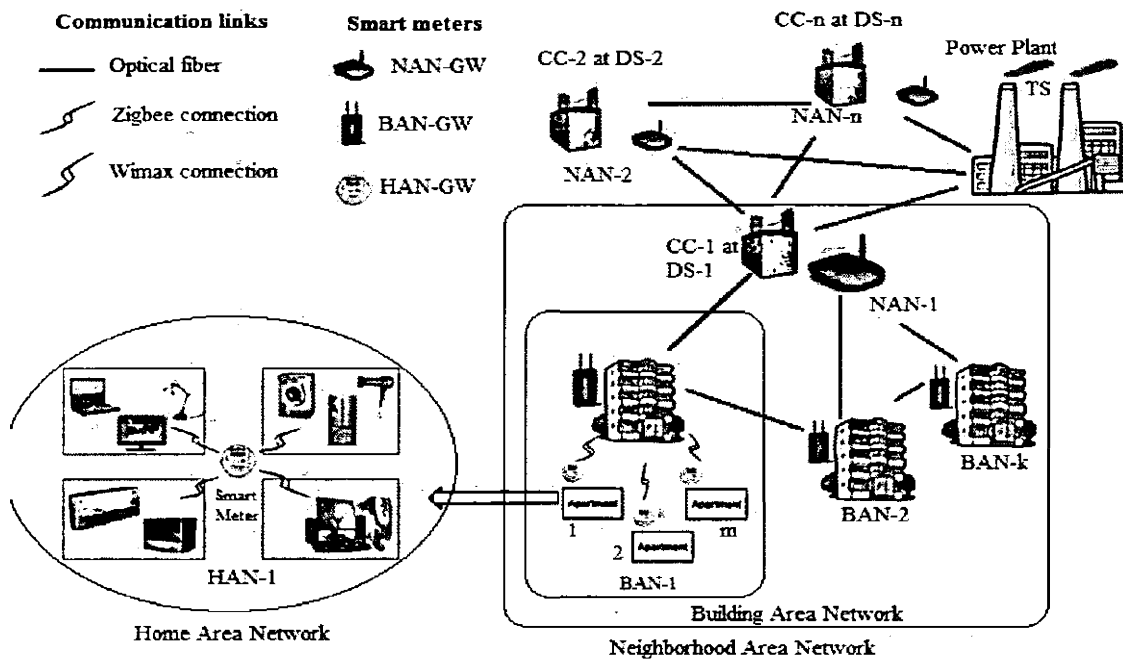 Communication links
Smart meters
Optical fiber
NAN-GW
Zigbee connection
BAN-GW
Wimax connection
HAN-GW
CC-n at DS-n
CC-2 at DS-2
Power Plant
TS
NAN-n
NAN-2
CC-1 at
DS-1
NAN-1
BAN-k
BAN-2
Apartment
1
Apartment
2
Apartment
m
BAN-1
Smart
Meter
HAN-1
Home Area Network
Building Area Network
Neighborhood Area Network